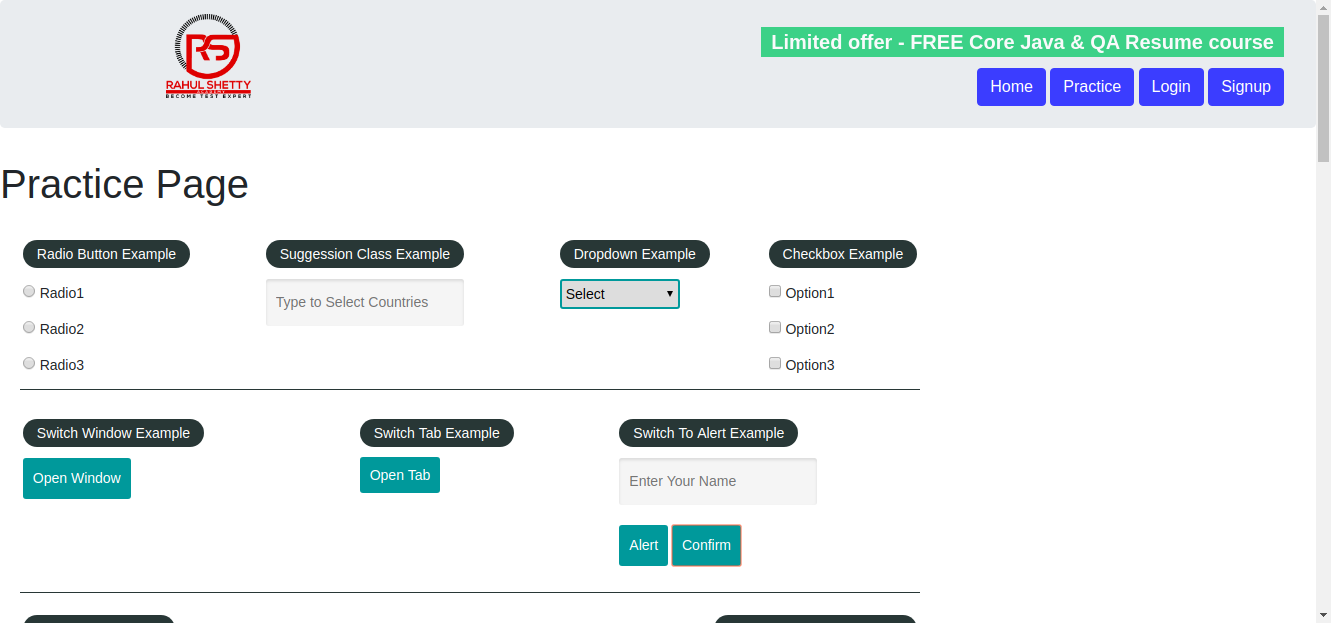 RS
RAHUL SHETTY
ACADEMY
BECOME TEST EXPERT
Limited offer - FREE Core Java & QA Resume course
Home Practice Login Signup
Practice Page
Radio Button Example Suggession Class Example Dropdown Example Checkbox Example
Radio1 Type to Select Countries Select Option1
Radio2 Option2
Radio3 Option3
Switch Window Example Switch Tab Example Switch To Alert Example
Open Window Open Tab Enter Your Name
Alert Confirm